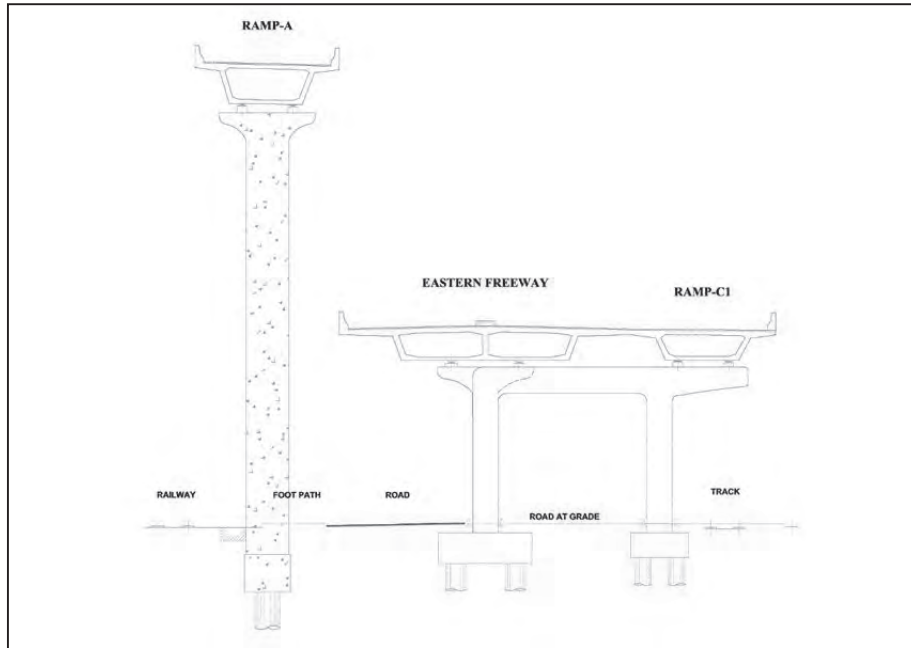 RAMP-A
EASTERN FREEWAY
RAMP-C1
RAILWAY
FOOT PATH
ROAD
TRACK
ROAD AT GRADE